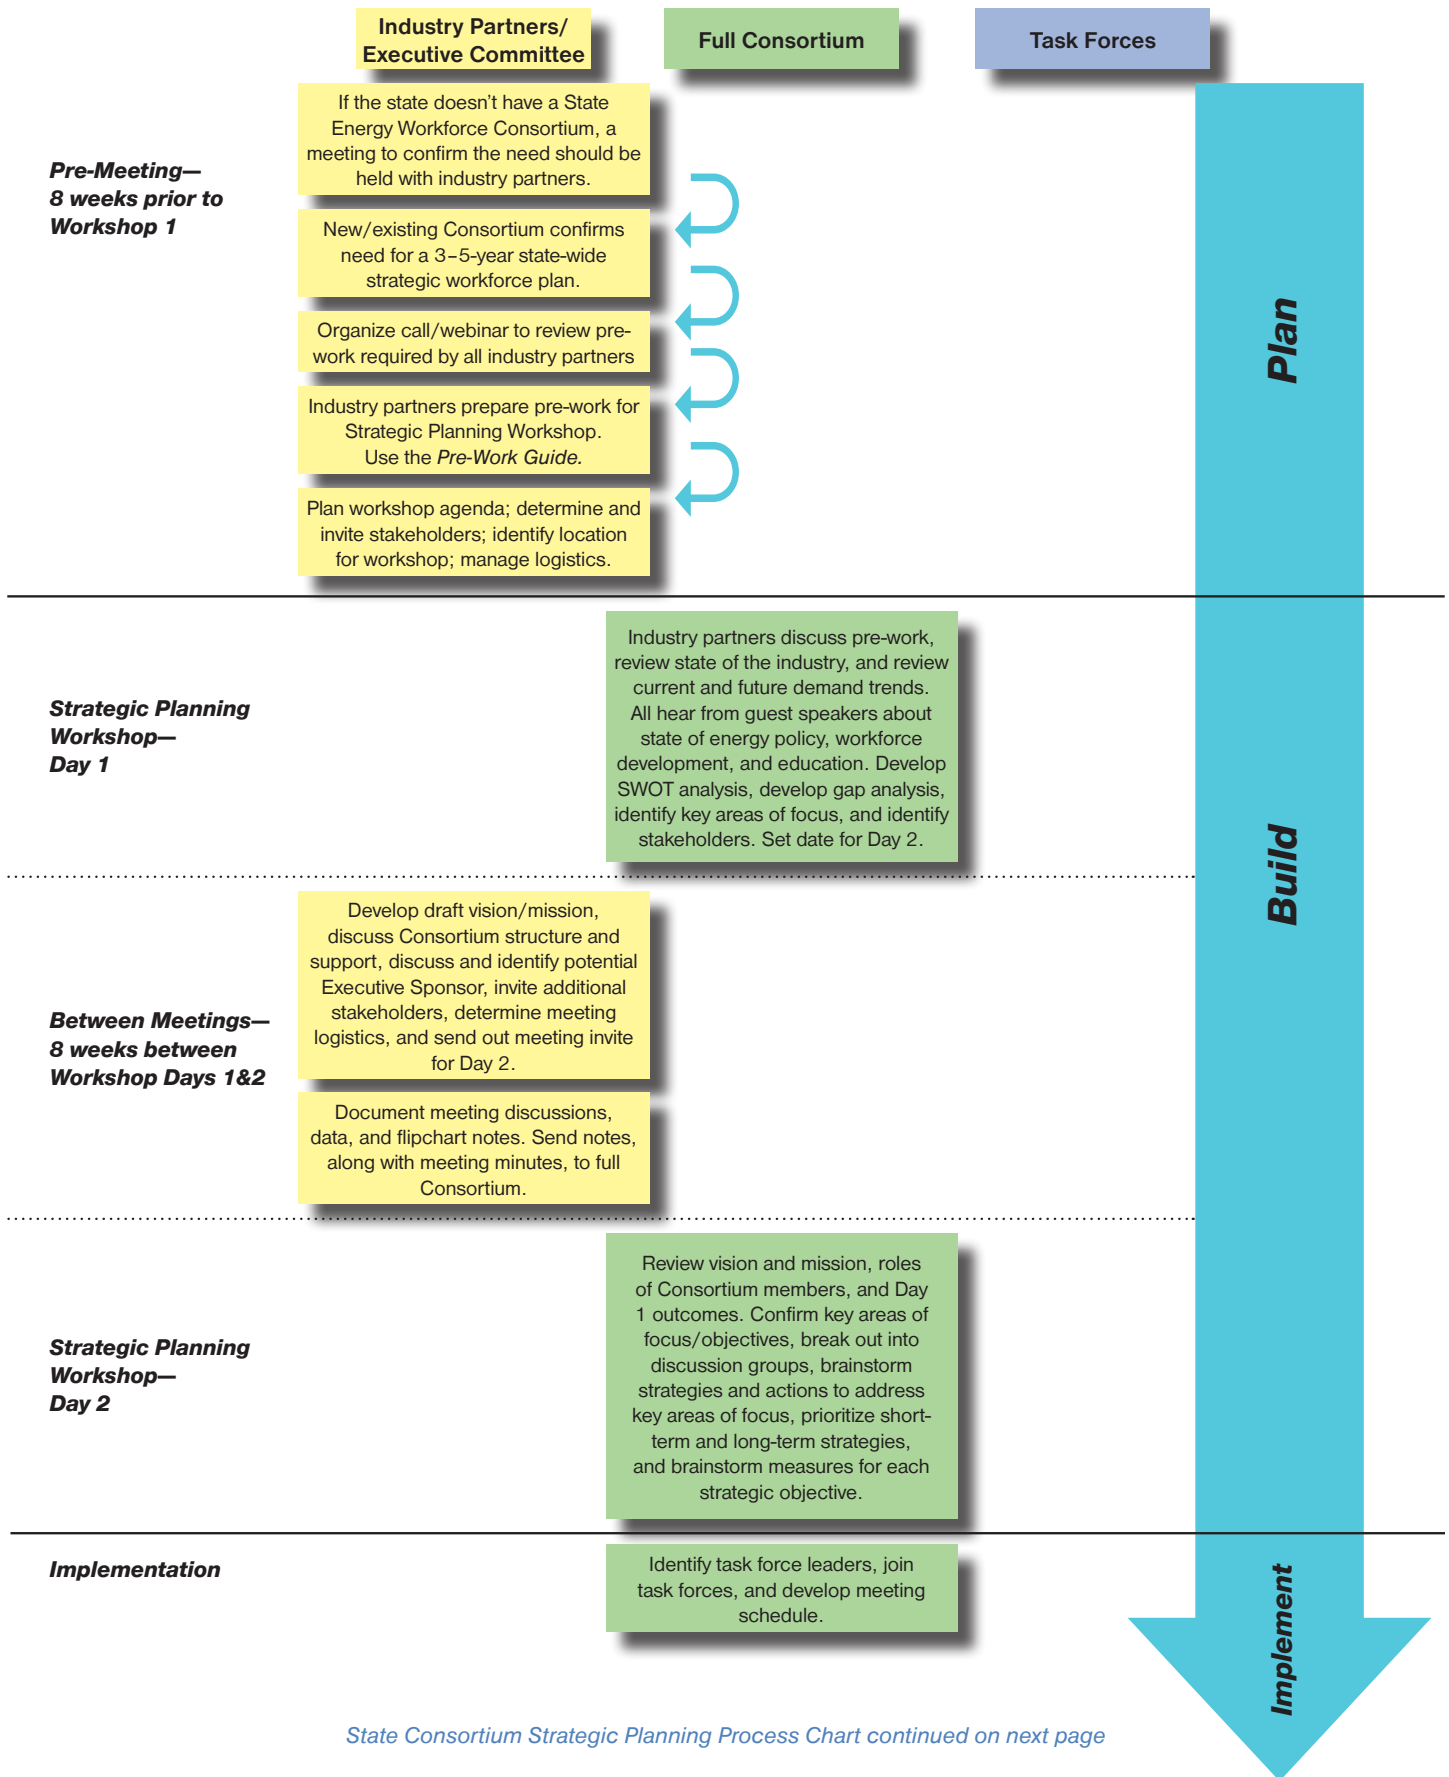 Industry Partners/
Executive Committee
Full Consortium
Task Forces
Pre-Meeting—
8 weeks prior to
Workshop 1
If the state doesn't have a State
Energy Workforce Consortium, a
meeting to confirm the need should be
held with industry partners.
New/existing Consortium confirms
need for a 3–5-year state-wide
strategic workforce plan.
Organize call/webinar to review pre-
work required by all industry partners
Industry partners prepare pre-work for
Strategic Planning Workshop.
Use the Pre-Work Guide.
Plan workshop agenda; determine and
invite stakeholders; identify location
for workshop; manage logistics.
Plan
Strategic Planning
Workshop—
Day 1
Industry partners discuss pre-work,
review state of the industry, and review
current and future demand trends.
All hear from guest speakers about
state of energy policy, workforce
development, and education. Develop
SWOT analysis, develop gap analysis,
identify key areas of focus, and identify
stakeholders. Set date for Day 2.
Build
Between Meetings—
8 weeks between
Workshop Days 1&2
Develop draft vision/mission,
discuss Consortium structure and
support, discuss and identify potential
Executive Sponsor, invite additional
stakeholders, determine meeting
logistics, and send out meeting invite
for Day 2.
Document meeting discussions,
data, and flipchart notes. Send notes,
along with meeting minutes, to full
Consortium.
Strategic Planning
Workshop—
Day 2
Review vision and mission, roles
of Consortium members, and Day
1 outcomes. Confirm key areas of
focus/objectives, break out into
discussion groups, brainstorm
strategies and actions to address
key areas of focus, prioritize short-
term and long-term strategies,
and brainstorm measures for each
strategic objective.
Implementation
Identify task force leaders, join
task forces, and develop meeting
schedule.
Implement
State Consortium Strategic Planning Process Chart continued on next page